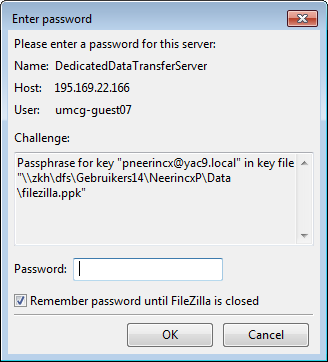 Enter password
Please enter a password for this server:
Name: DedicatedDataTransferServer
Host: 195.169.22.166
User: umcg-guest07
Challenge:
Passphrase for key "pneerincx@yac9.local" in key file
"\\zkh\dfs\Gebruikers14\NeerincxP\Data
\filezilla.ppk"
Password:
Remember password until FileZilla is closed
OK Cancel